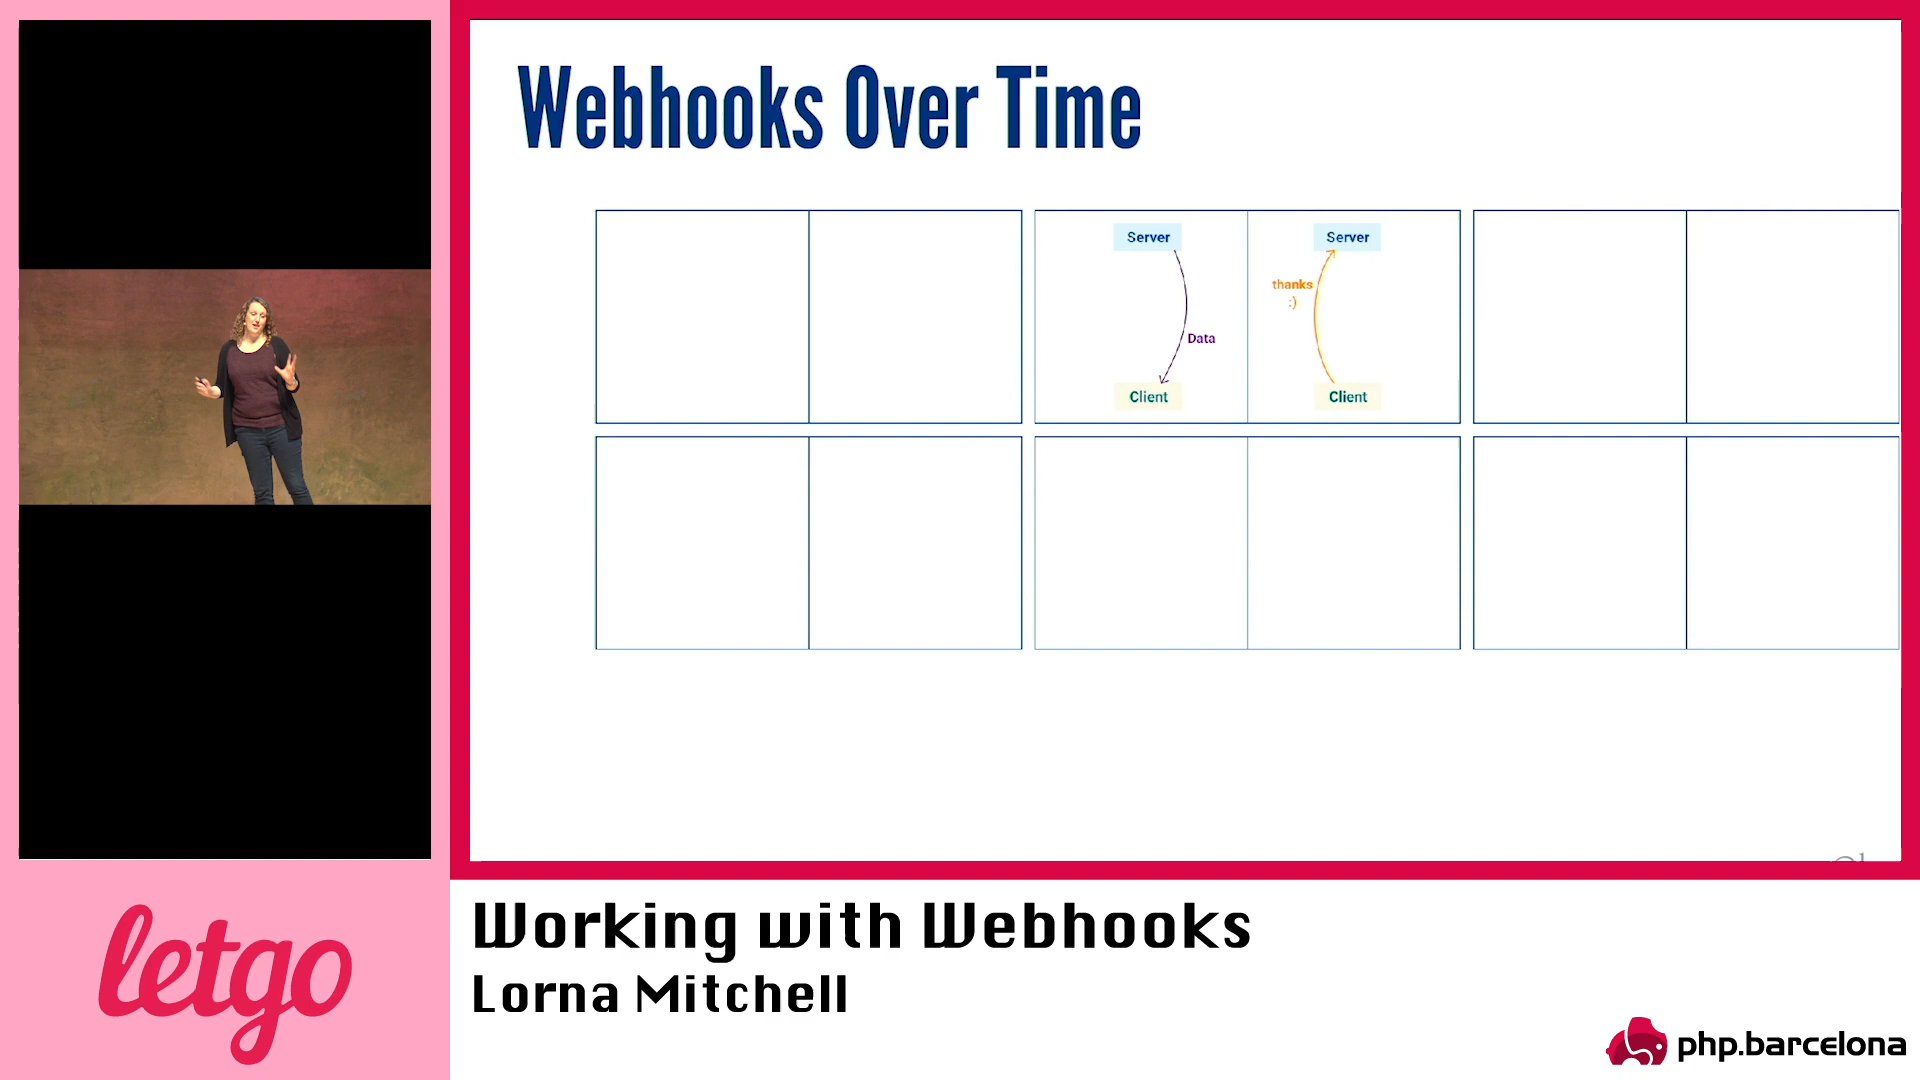 Webhooks Over Time
Server
Data
Client
Server
thanks
:)
Client
letgo
Working with Webhooks
Lorna Mitchell
php.barcelona